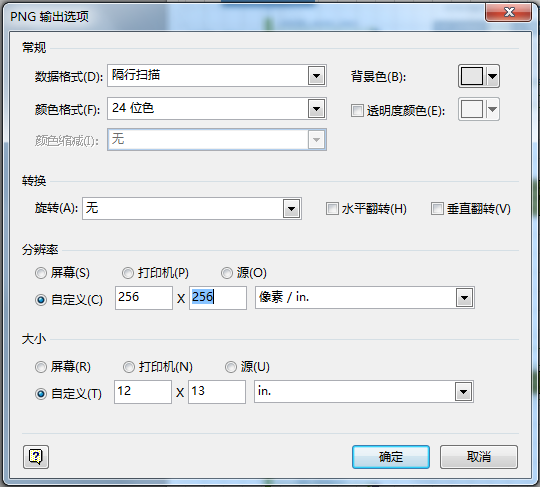 PNG 输出选项
常规
数据格式(D): 隔行扫描 背景色(B):
颜色格式(F): 24 位色 透明度颜色(E):
颜色缩减(I): 无
转换
旋转(A): 无 水平翻转(H) 垂直翻转(V)
分辨率
屏幕(S) 打印机(P) 源(O)
自定义(C) 256 X 256 像素 / in.
大小
屏幕(R) 打印机(N) 源(U)
自定义(T) 12 X 13 in.
? 确定 取消